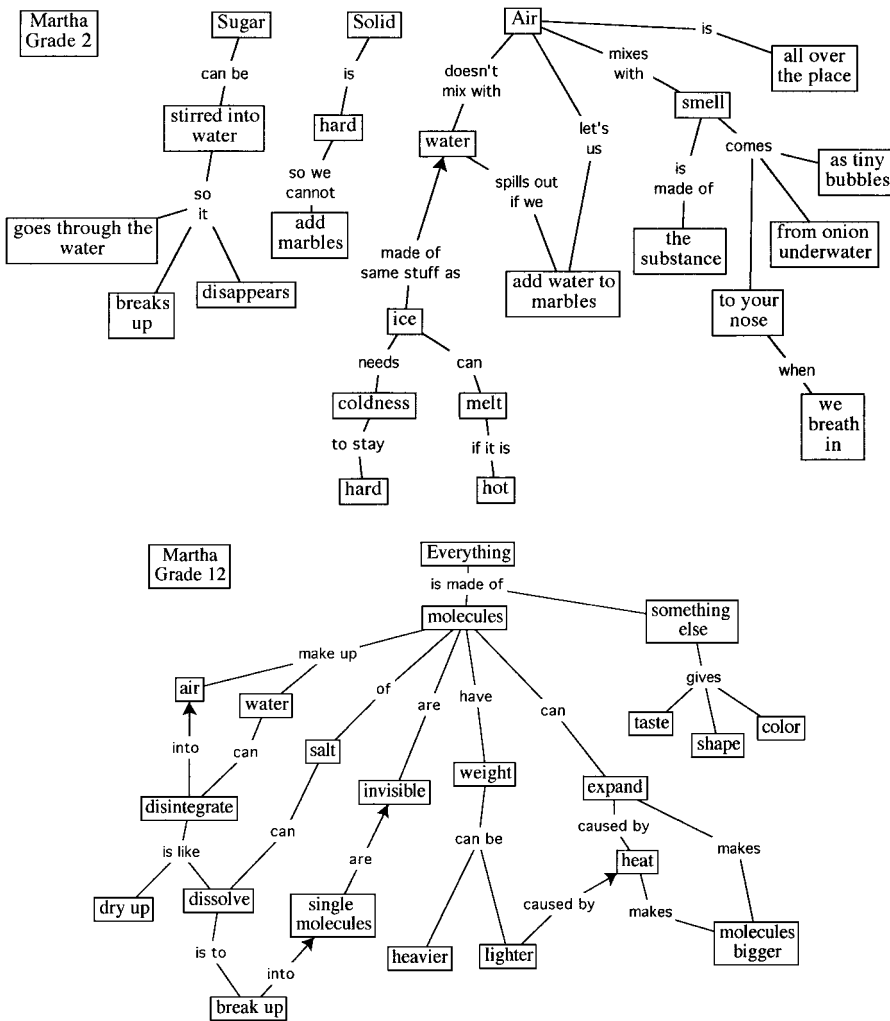 Martha
Grade 2
Sugar
Solid
Air
is
all over
the place
can be
is
doesn't
mix with
mixes
with
smell
stirred into
water
hard
water
let's
us
comes
as tiny
bubbles
so
it
so we
cannot
spills out
if we
is
made of
goes through the
water
add
marbles
made of
same stuff as
the
substance
from onion
underwater
breaks
up
disappears
add water to
marbles
to your
nose
ice
needs
can
when
coldness
melt
we
breath
in
to stay
if it is
hard
hot
Martha
Grade 12
Everything
is made of
molecules
something
else
make up
air
water
of
are
have
can
gives
taste
shape
color
into
can
salt
invisible
weight
expand
disintegrate
can
can be
caused by
makes
is like
are
heat
dry up
dissolve
single
molecules
caused by
makes
molecules
bigger
is to
into
heavier
lighter
break up